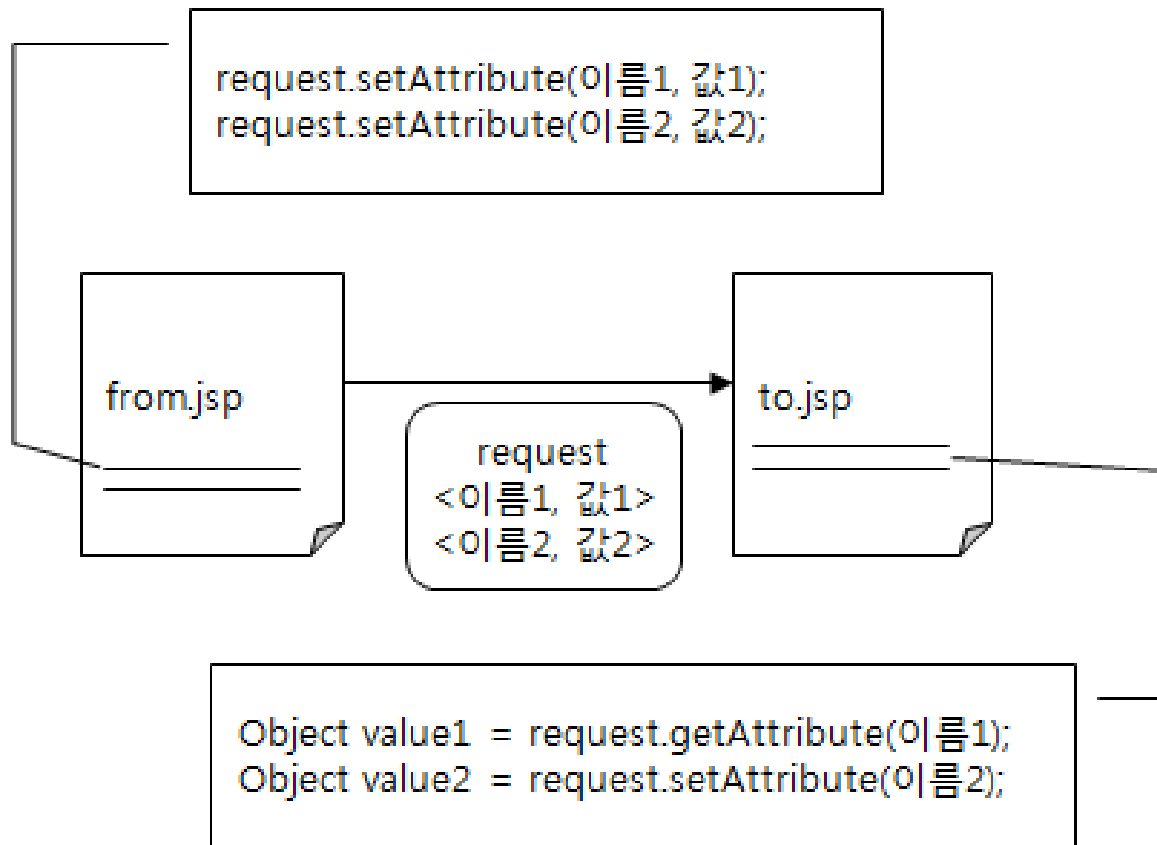 request.setAttribute(이름1, 값1);
request.setAttribute(이름2, 값2);
from.jsp
to.jsp
request
<이름1, 값1>
<이름2, 값2>
Object value1 = request.getAttribute(이름1);
Object value2 = request.setAttribute(이름2);